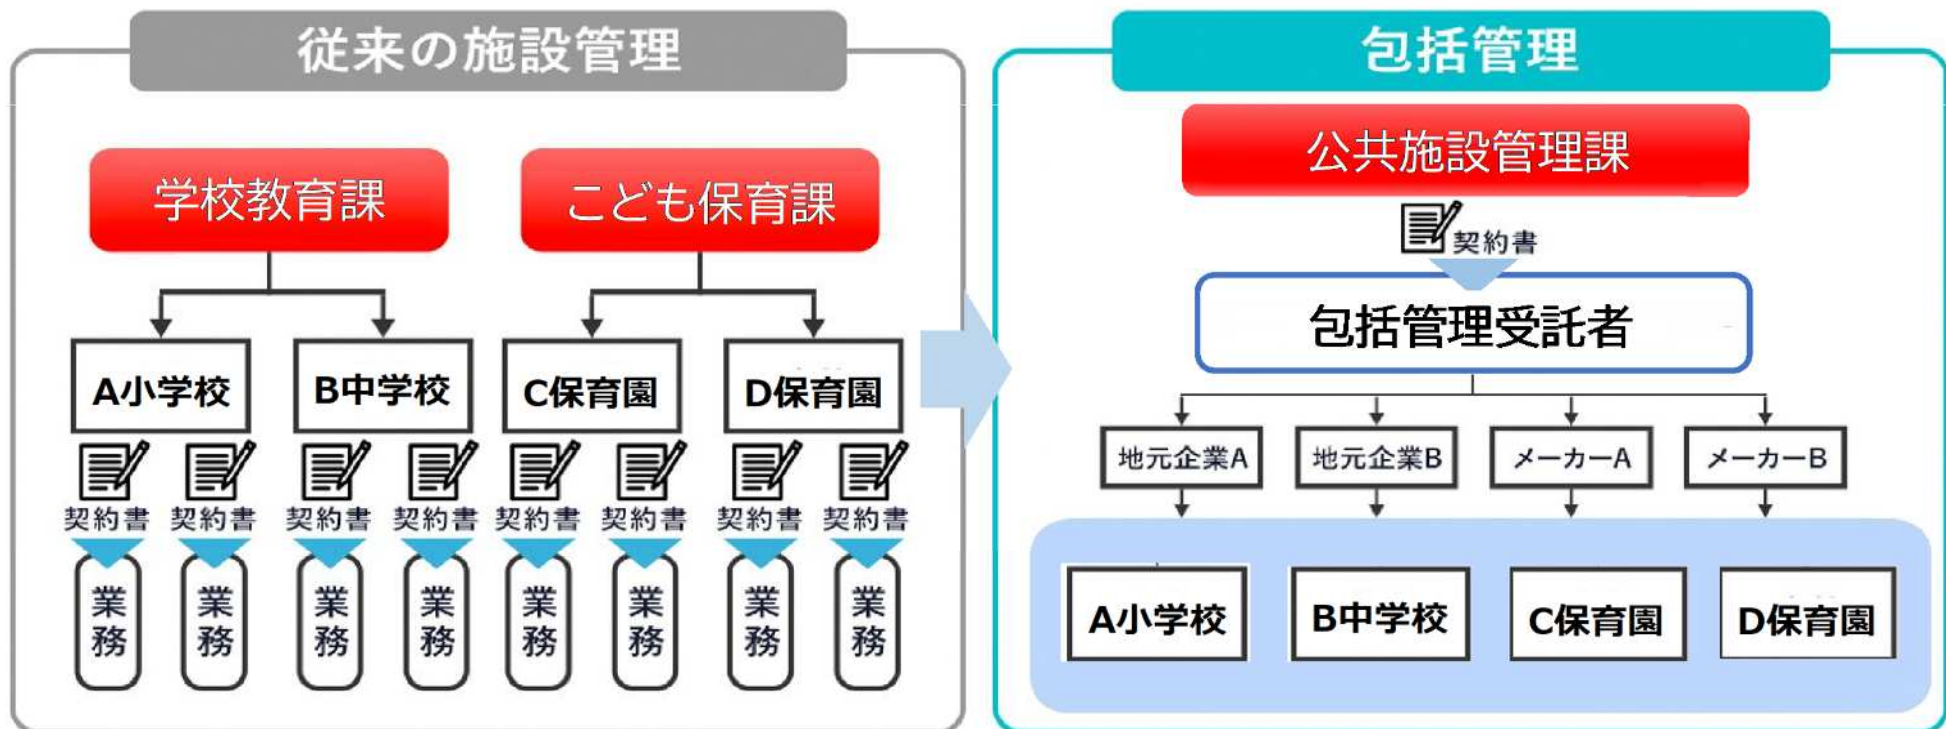 従来の施設管理
学校教育課
こども保育課
A小学校
B中学校
C保育園
D保育園
契約書
契約書
契約書
契約書
契約書
契約書
契約書
契約書
業務
業務
業務
業務
業務
業務
業務
業務
包括管理
公共施設管理課
契約書
包括管理受託者
地元企業A
地元企業B
メーカーA
メーカーB
A小学校
B中学校
C保育園
D保育園